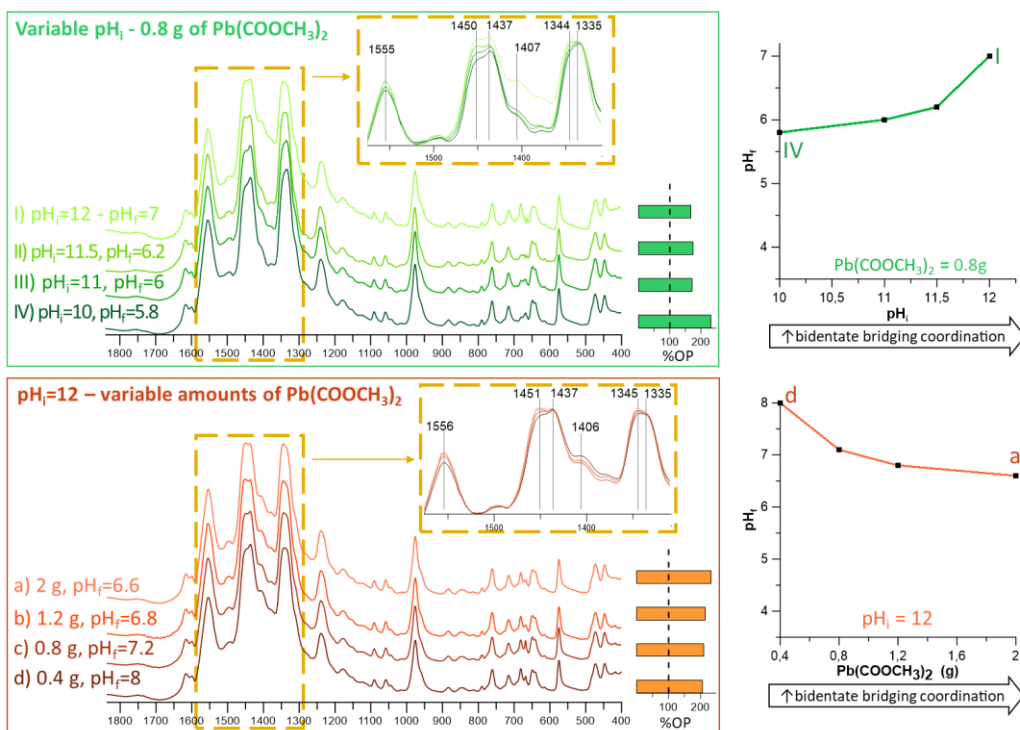 Variable pHi - 0.8 g of Pb(COOCH3)2
1555
1450 1437
1407
1344 1335
1500 1400
I) pHi=12 - pHf=7
II) pHi=11.5, pHf=6.2
III) pHi=11, pHf=6
IV) pHi=10, pHf=5.8
1800 1700 1600 1500 1400 1300 1200 1100 1000 900 800 700 600 500 400
100 200
%OP
7
6
5
4
pHf
I
IV
Pb(COOCH3)2 = 0.8g
10 11 11,5 12
pHi
↑bidentate bridging coordination
pHi=12 – variable amounts of Pb(COOCH3)2
1556
1451 1437
1406
1345 1335
1500 1400
a) 2 g, pHf=6.6
b) 1.2 g, pHf=6.8
c) 0.8 g, pHf=7.2
d) 0.4 g, pHf=8
1800 1700 1600 1500 1400 1300 1200 1100 1000 900 800 700 600 500 400
100 200
%OP
8
7
6
5
4
pHf
d
a
pHi = 12
0,4 0,8 1,2 2
Pb(COOCH3)2 (g)
↑bidentate bridging coordination